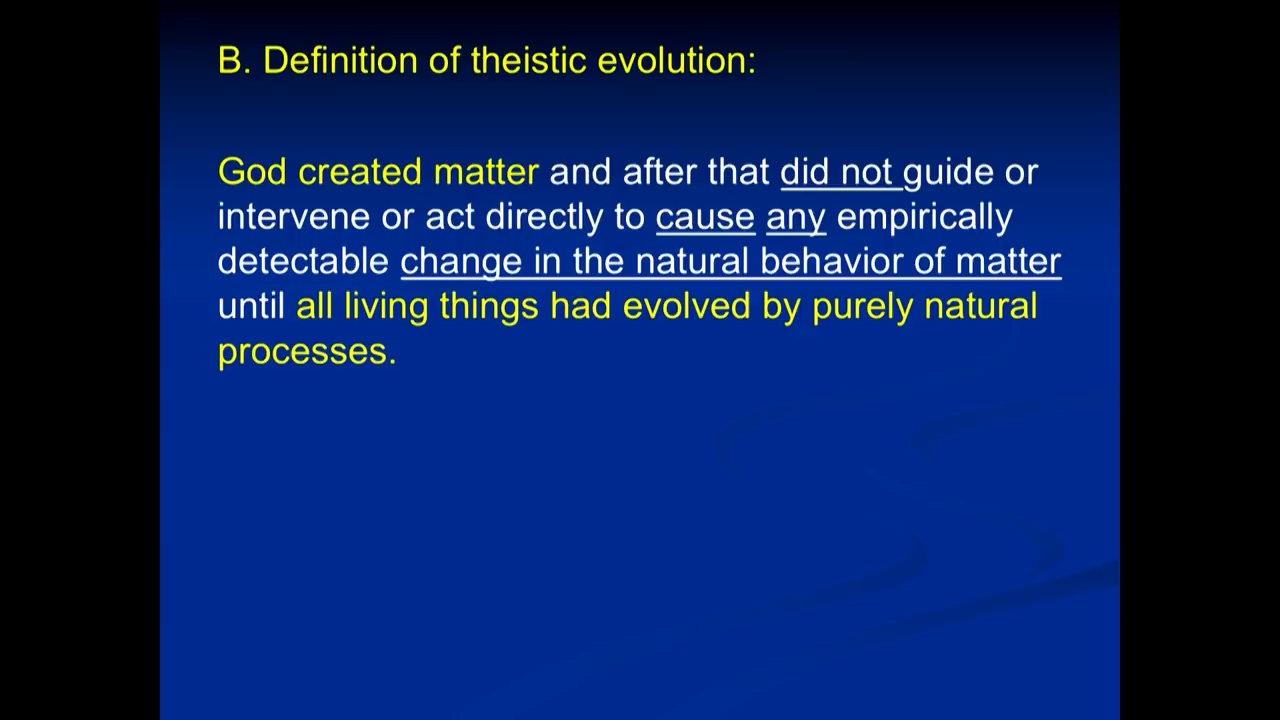 B. Definition of theistic evolution:
God created matter and after that did not guide or
intervene or act directly to cause any empirically
detectable change in the natural behavior of matter
until all living things had evolved by purely natural
processes.